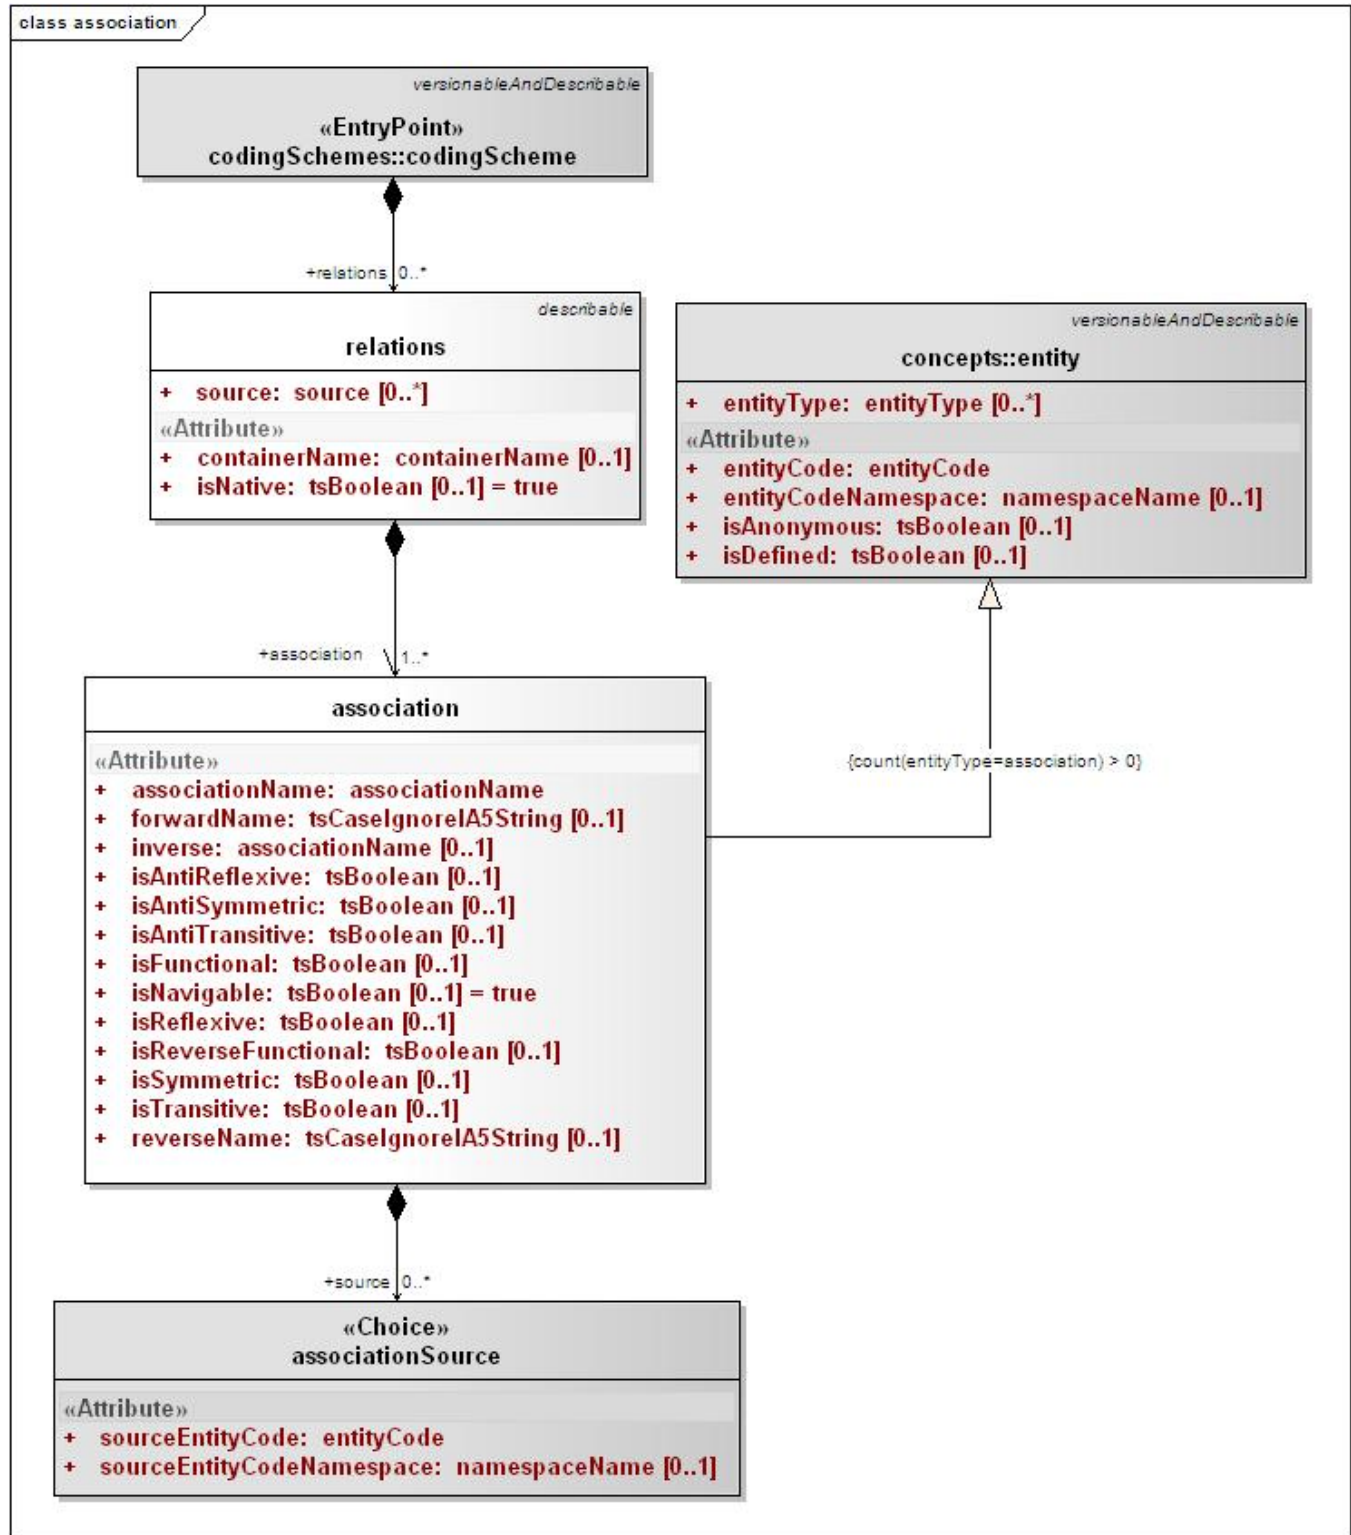 class association
versionableAndDescribable
«EntryPoint»
codingSchemes::codingScheme
+relations 0..*
describable
relations
+ source: source [0..*]
«Attribute»
+ containerName: containerName [0..1]
+ isNative: tsBoolean [0..1] = true
versionableAndDescribable
concepts::entity
+ entityType: entityType [0..*]
«Attribute»
+ entityCode: entityCode
+ entityCodeNamespace: namespaceName [0..1]
+ isAnonymous: tsBoolean [0..1]
+ isDefined: tsBoolean [0..1]
+association 1..*
association
«Attribute»
+ associationName: associationName
+ forwardName: tsCaseIgnoreIA5String [0..1]
+ inverse: associationName [0..1]
+ isAntiReflexive: tsBoolean [0..1]
+ isAntiSymmetric: tsBoolean [0..1]
+ isAntiTransitive: tsBoolean [0..1]
+ isFunctional: tsBoolean [0..1]
+ isNavigable: tsBoolean [0..1] = true
+ isReflexive: tsBoolean [0..1]
+ isReverseFunctional: tsBoolean [0..1]
+ isSymmetric: tsBoolean [0..1]
+ isTransitive: tsBoolean [0..1]
+ reverseName: tsCaseIgnoreIA5String [0..1]
{count(entityType=association) > 0}
+source 0..*
«Choice»
associationSource
«Attribute»
+ sourceEntityCode: entityCode
+ sourceEntityCodeNamespace: namespaceName [0..1]